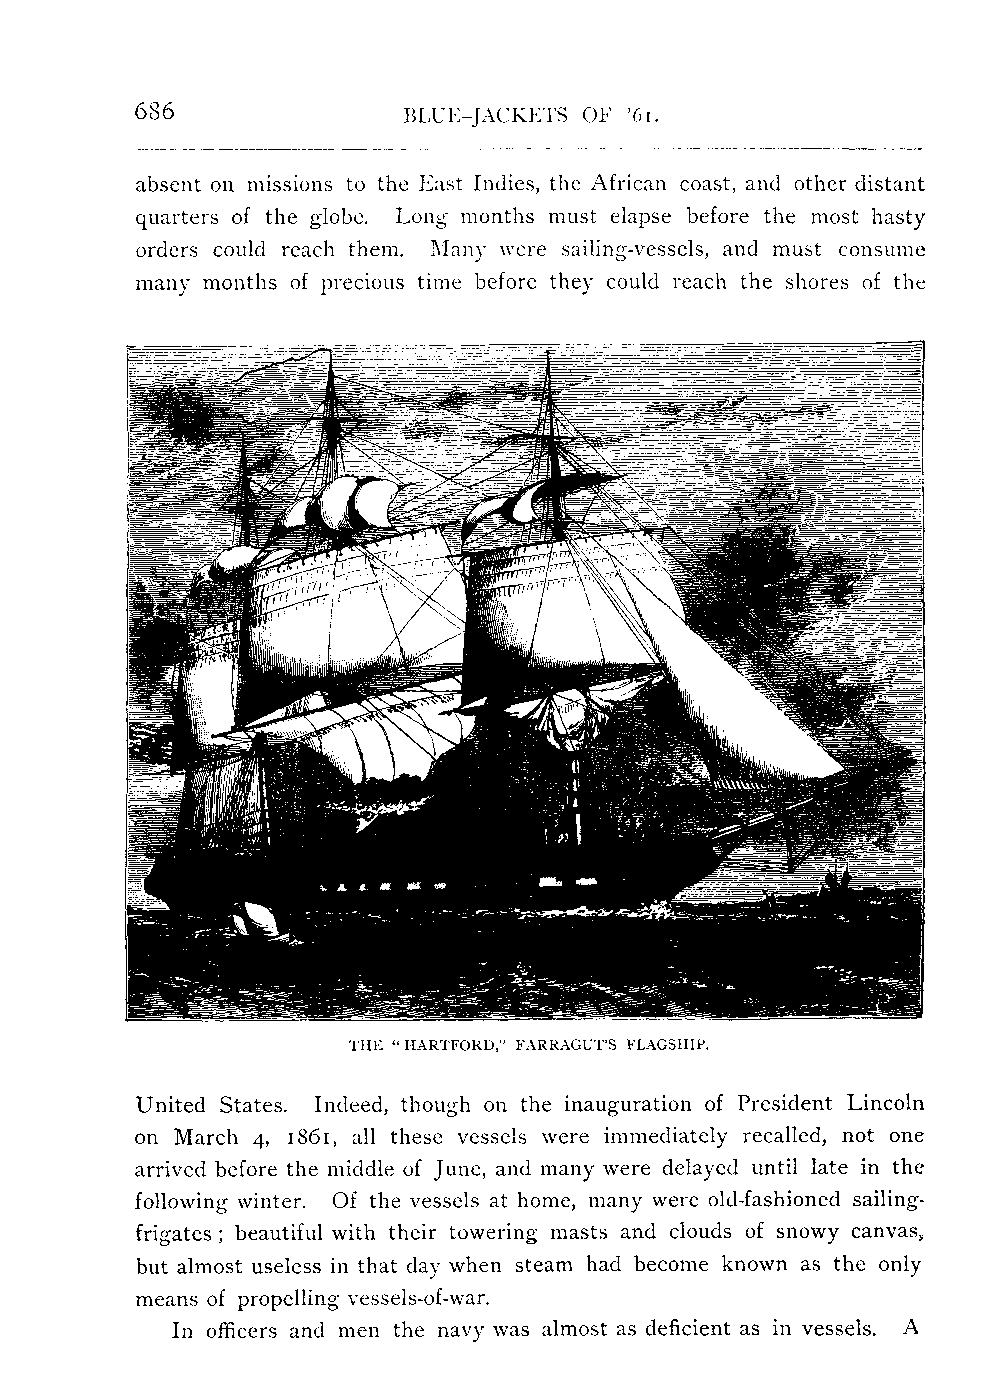 686
BLUE-JACKETS OF '61.
absent on missions to the East Indies, the African coast, and other distant
quarters of the globe. Long months must elapse before the most hasty
orders could reach them. Many were sailing-vessels, and must consume
many months of precious time before they could reach the shores of the
THE "HARTFORD," FARRAGUT'S FLAGSHIP.
United States. Indeed, though on the inauguration of President Lincoln
on March 4, 1861, all these vessels were immediately recalled, not one
arrived before the middle of June, and many were delayed until late in the
following winter. Of the vessels at home, many were old-fashioned sailing-
frigates; beautiful with their towering masts and clouds of snowy canvas,
but almost useless in that day when steam had become known as the only
means of propelling vessels-of-war.
In officers and men the navy was almost as deficient as in vessels. A